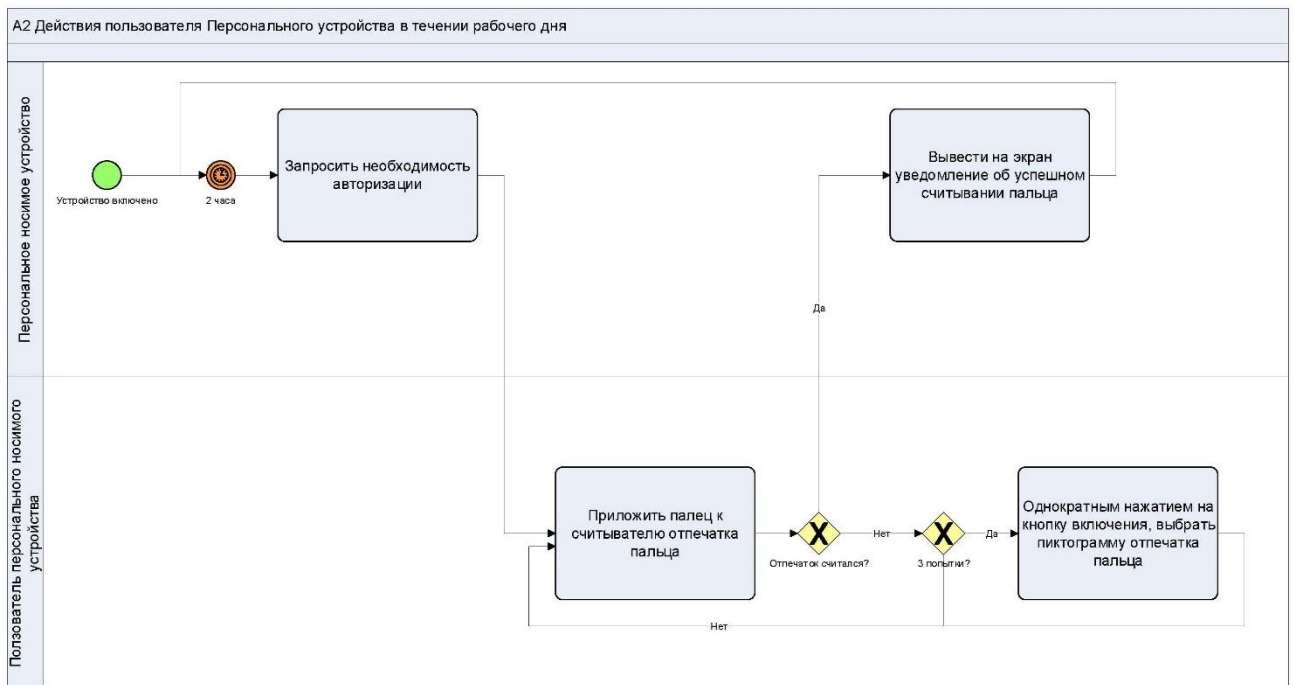 А2 Действия пользователя Персонального устройства в течении рабочего дня
Персональное носимое устройство
Устройство включено
2 часа
Запросить необходимость
авторизации
Вывести на экран
уведомление об успешном
считывании пальца
Да
Ползователь персонального носимого
устройства
Приложить палец к
считывателю отпечатка
пальца
Отпечаток считался?
Нет
3 попытки?
Да
Однократным нажатием на
кнопку включения, выбрать
пиктограмму отпечатка
пальца
Нет